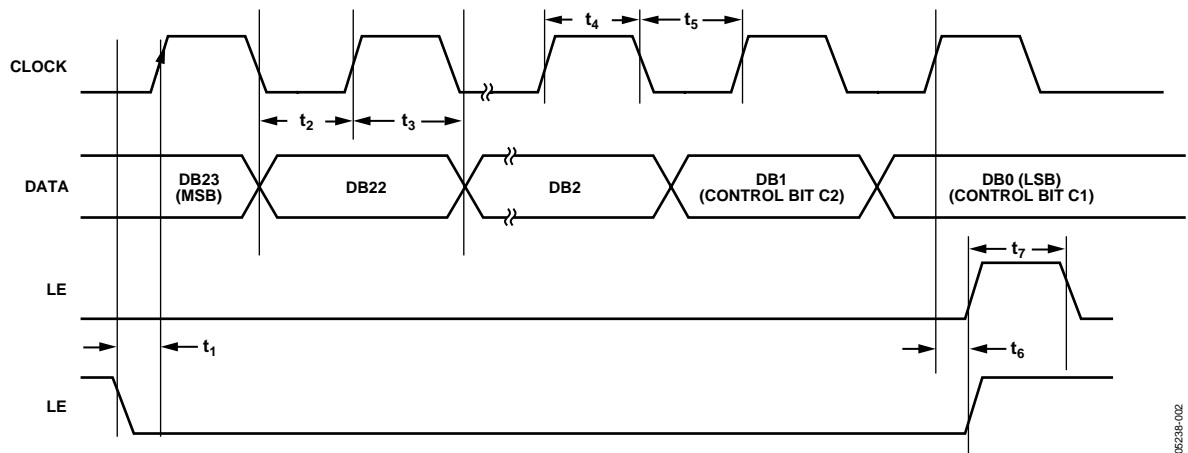 t4
t5
CLOCK
t2
t3
DATA
DB23
(MSB)
DB22
DB2
DB1
(CONTROL BIT C2)
DB0 (LSB)
(CONTROL BIT C1)
t7
LE
t1
t6
LE
05238-002